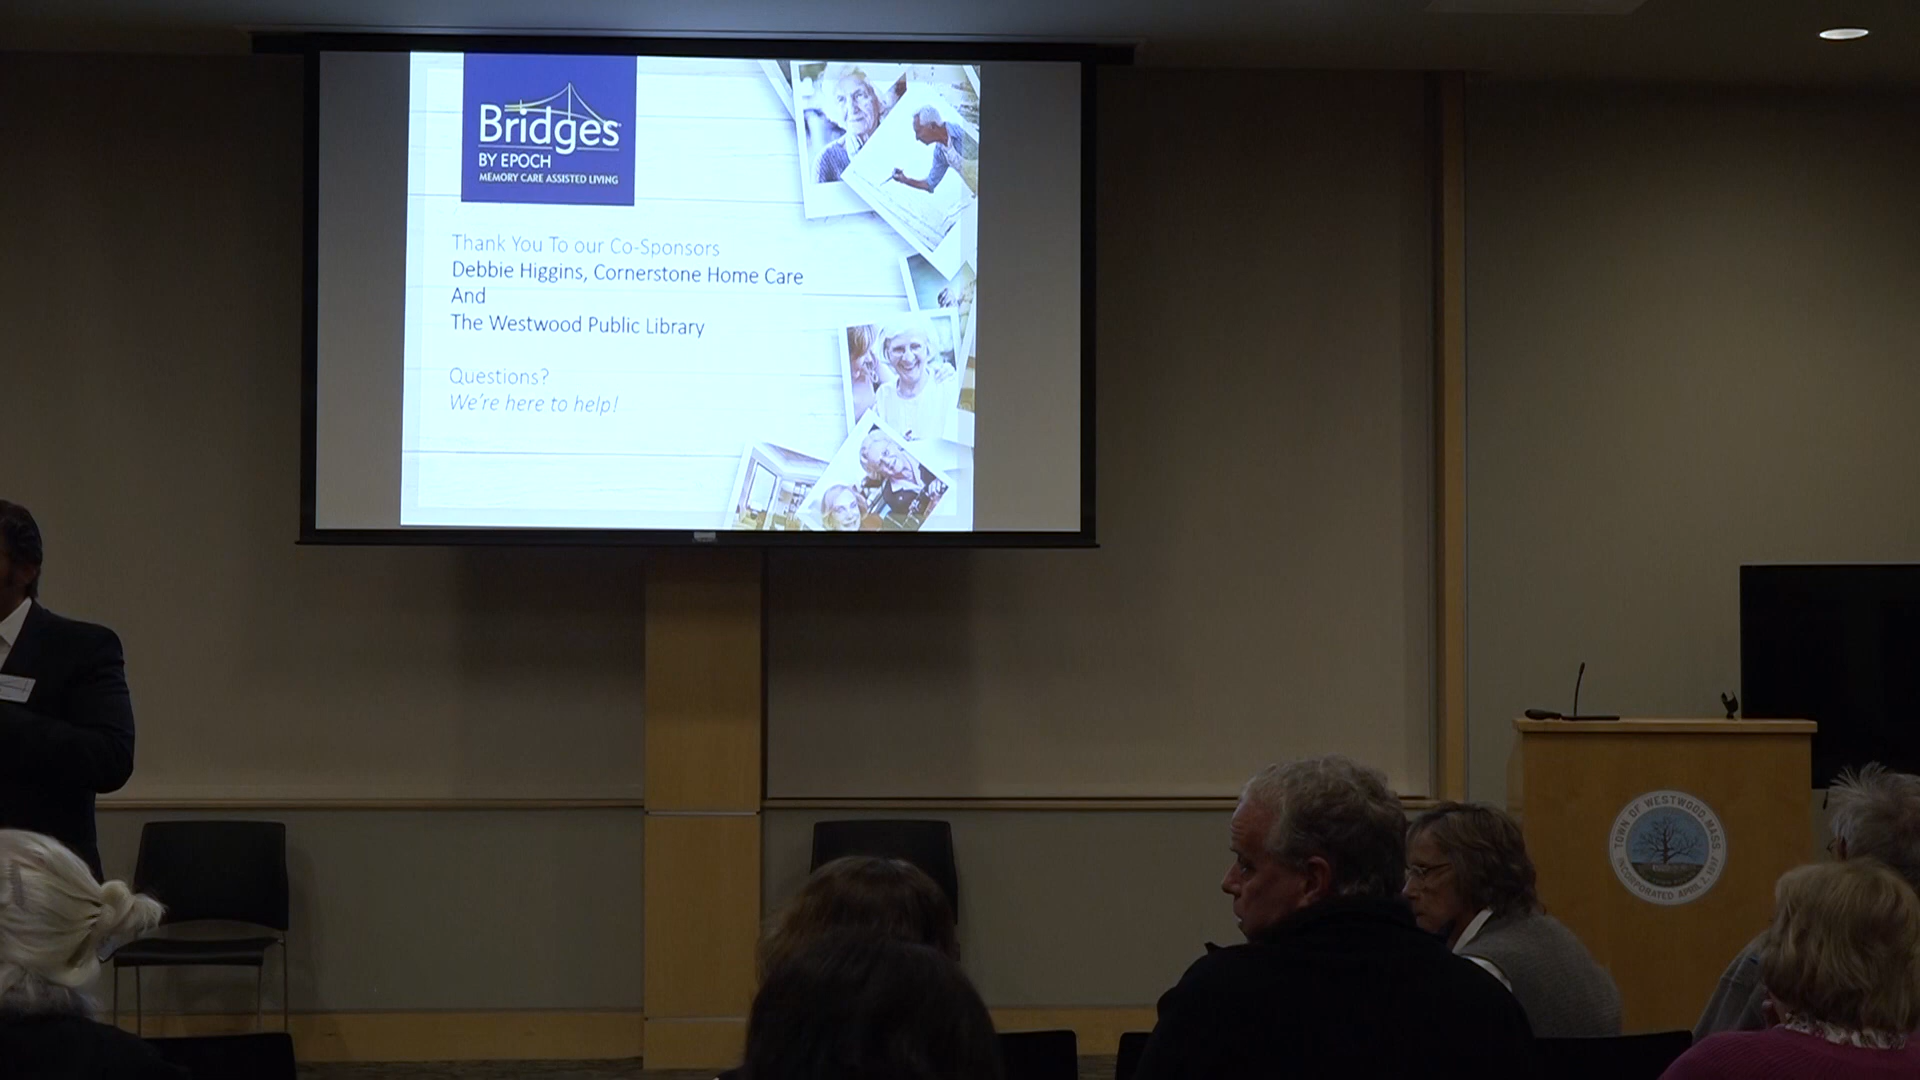 Bridges
BY EPOCH
MEMORY CARE ASSISTED LIVING
Thank You To our Co-Sponsors
Debbie Higgins, Cornerstone Home Care
And
The Westwood Public Library
Questions?
We're here to help!
TOWN OF WESTWOOD, MASS.
INCORPORATED APRIL 2, 1897